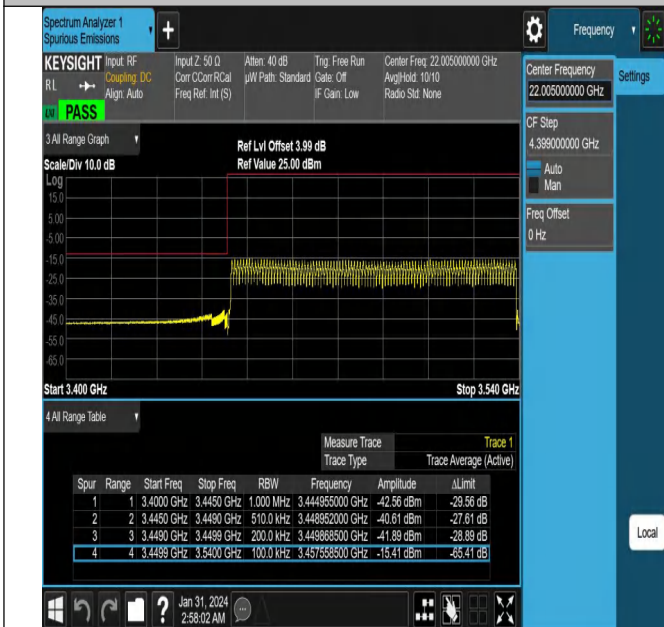 Spectrum Analyzer 1
Spurious Emissions
Frequency
KEYSIGHT Input: RF Input Z: 50 Ω Atten: 40 dB Trig: Free Run Center Freq: 22.005000000 GHz
RL Coupling: DC Corr CCorr RCal µW Path: Standard Gate: Off Avg|Hold: 10/10
Align: Auto Freq Ref: Int (S) IF Gain: Low Radio Std: None
PASS
Center Frequency
22.005000000 GHz
Settings
CF Step
4.399000000 GHz
Auto
Man
Freq Offset
0 Hz
3 All Range Graph
Ref Lvl Offset 3.99 dB
Scale/Div 10.0 dB Ref Value 25.00 dBm
Log
15.0
5.00
-5.00
-15.0
-25.0
-35.0
-45.0
-55.0
-65.0
Start 3.400 GHz Stop 3.540 GHz
4 All Range Table
Measure Trace Trace 1
Trace Type Trace Average (Active)
Spur Range Start Freq Stop Freq RBW Frequency Amplitude ΔLimit
1 1 3.4000 GHz 3.4450 GHz 1.000 MHz 3.444955000 GHz -42.56 dBm -29.56 dB
2 2 3.4450 GHz 3.4490 GHz 510.0 kHz 3.448952000 GHz -40.61 dBm -27.61 dB
3 3 3.4490 GHz 3.4499 GHz 200.0 kHz 3.449868500 GHz -41.89 dBm -28.89 dB
4 4 3.4499 GHz 3.5400 GHz 100.0 kHz 3.457558500 GHz -15.41 dBm -65.41 dB
Local
Jan 31, 2024
2:58:02 AM